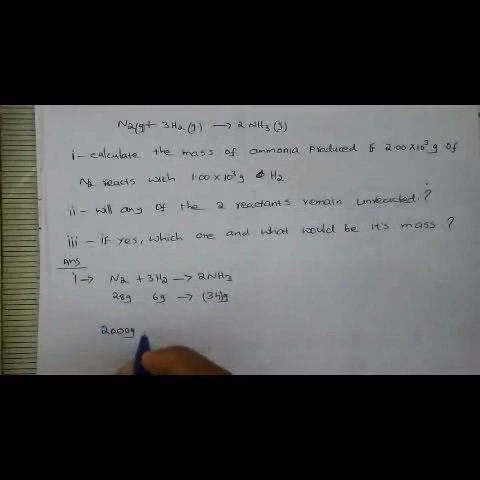 N2(g)+ 3H2(g) → 2NH3(g)
i - calculate the mass of ammonia produced if 2.00 x 10³ g of
N2 reacts with 1.00 x 10³ g of H2
ii - will any of the 2 reactants remain unreacted?
iii - if yes, which one and what would be it's mass ?
Ans
i → N2 + 3H2 → 2NH3
28g 6g → (34)g
2000g